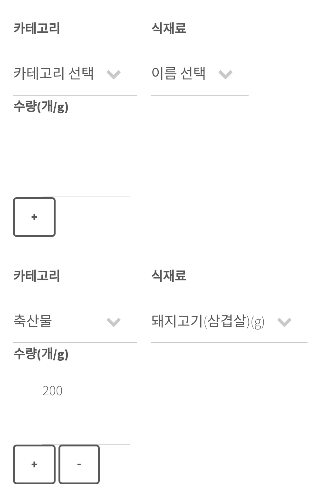 카테고리 식재료
카테고리 선택 이름 선택
수량(개/g)
+
카테고리 식재료
축산물 돼지고기(삼겹살)(g)
수량(개/g)
200
+ -